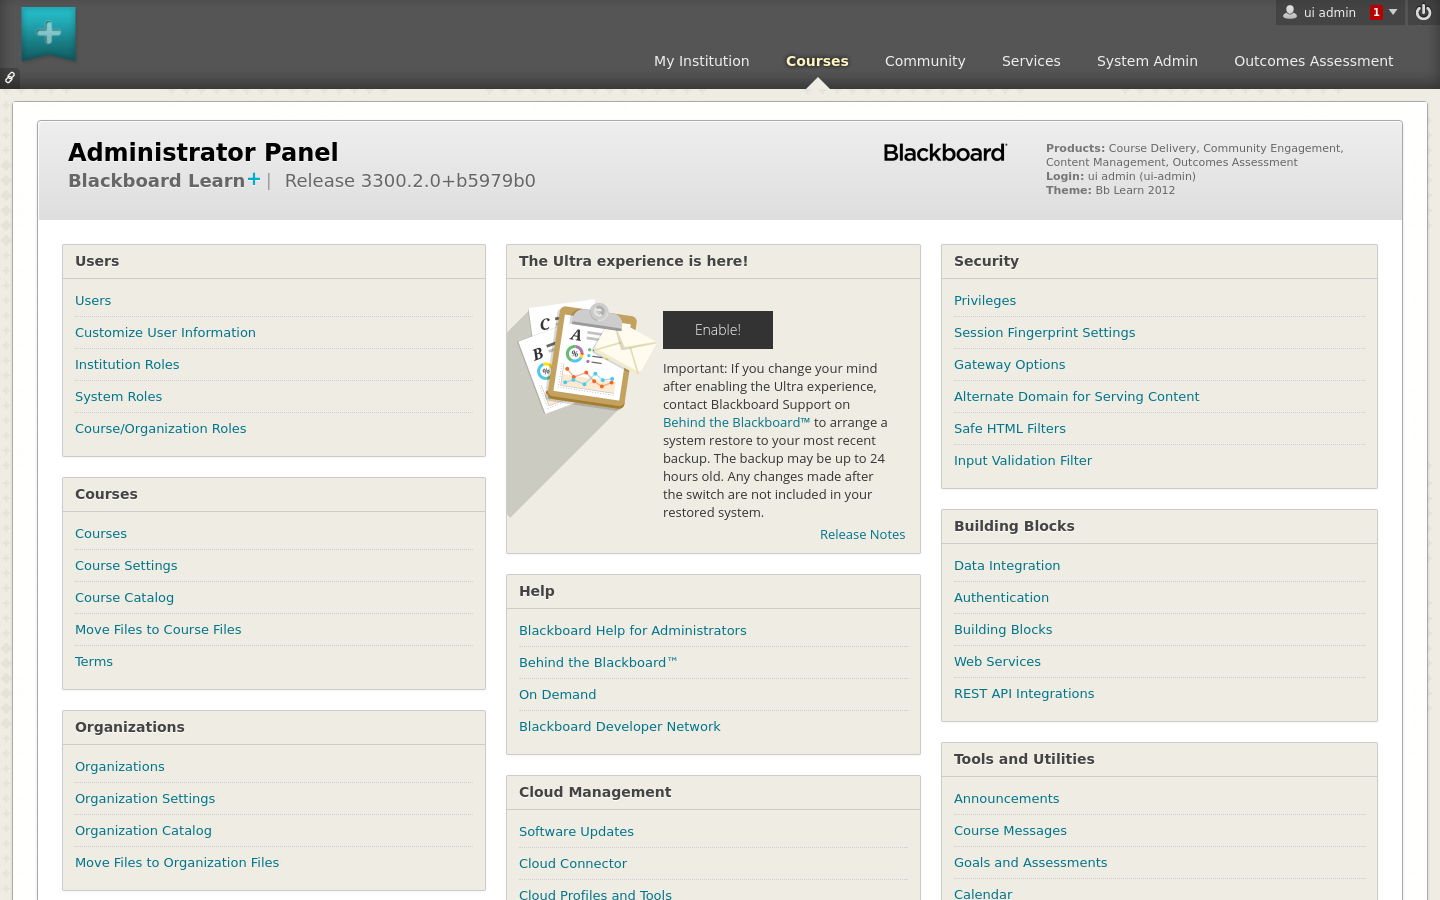 ui admin 1
My Institution Courses Community Services System Admin Outcomes Assessment
Administrator Panel
Blackboard Learn+ | Release 3300.2.0+b5979b0
Blackboard
Products: Course Delivery, Community Engagement,
Content Management, Outcomes Assessment
Login: ui admin (ui-admin)
Theme: Bb Learn 2012
Users
Users
Customize User Information
Institution Roles
System Roles
Course/Organization Roles
Courses
Courses
Course Settings
Course Catalog
Move Files to Course Files
Terms
Organizations
Organizations
Organization Settings
Organization Catalog
Move Files to Organization Files
The Ultra experience is here!
C
B
A
%
%
Enable!
Important: If you change your mind
after enabling the Ultra experience,
contact Blackboard Support on
Behind the Blackboard™ to arrange a
system restore to your most recent
backup. The backup may be up to 24
hours old. Any changes made after
the switch are not included in your
restored system.
Release Notes
Help
Blackboard Help for Administrators
Behind the Blackboard™
On Demand
Blackboard Developer Network
Cloud Management
Software Updates
Cloud Connector
Cloud Profiles and Tools
Security
Privileges
Session Fingerprint Settings
Gateway Options
Alternate Domain for Serving Content
Safe HTML Filters
Input Validation Filter
Building Blocks
Data Integration
Authentication
Building Blocks
Web Services
REST API Integrations
Tools and Utilities
Announcements
Course Messages
Goals and Assessments
Calendar